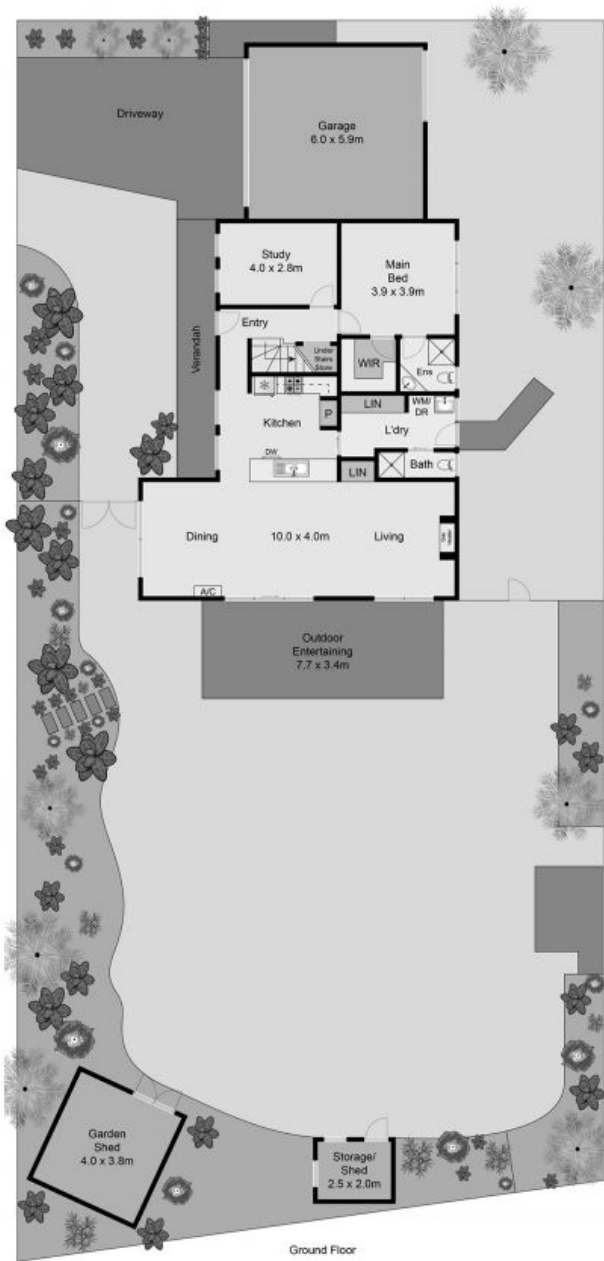 Driveway
Garage
6.0 x 5.9m
Study
4.0 x 2.8m
Main
Bed
3.9 x 3.9m
Verandah
Entry
Under
Stairs
Store
WIR
Ens
LIN
WM/
DR
P
Kitchen
L'dry
DW
LIN
Bath
Dining
10.0 x 4.0m
Living
Gas
Heater
A/C
Outdoor
Entertaining
7.7 x 3.4m
Garden
Shed
4.0 x 3.8m
Storage/
Shed
2.5 x 2.0m
Ground Floor